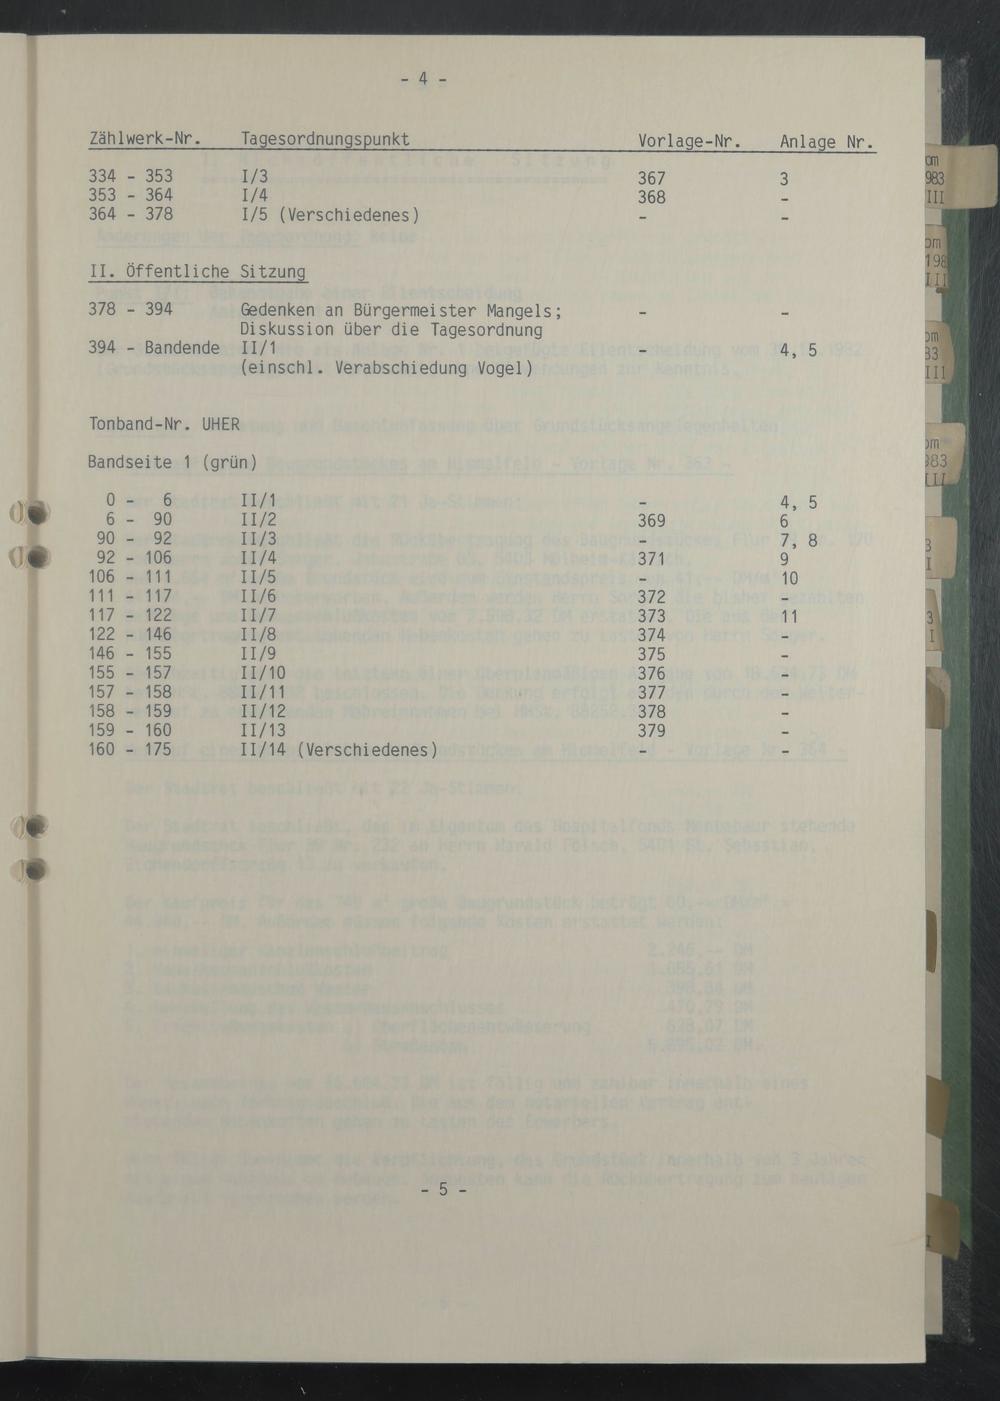 - 4 -
Zählwerk-Nr. Tagesordnungspunkt Vorlage-Nr. Anlage Nr.
334 - 353 I/3 367 3
353 - 364 I/4 368 -
364 - 378 I/5 (Verschiedenes) - -
II. Öffentliche Sitzung
378 - 394 Gedenken an Bürgermeister Mangels; - -
Diskussion über die Tagesordnung
394 - Bandende II/1 - 4, 5
(einschl. Verabschiedung Vogel)
Tonband-Nr. UHER
Bandseite 1 (grün)
0 - 6 II/1 - 4, 5
6 - 90 II/2 369 6
90 - 92 II/3 - 7, 8
92 - 106 II/4 371 9
106 - 111 II/5 - 10
111 - 117 II/6 372 -
117 - 122 II/7 373 11
122 - 146 II/8 374 -
146 - 155 II/9 375 -
155 - 157 II/10 376 -
157 - 158 II/11 377 -
158 - 159 II/12 378 -
159 - 160 II/13 379 -
160 - 175 II/14 (Verschiedenes) - -
- 5 -